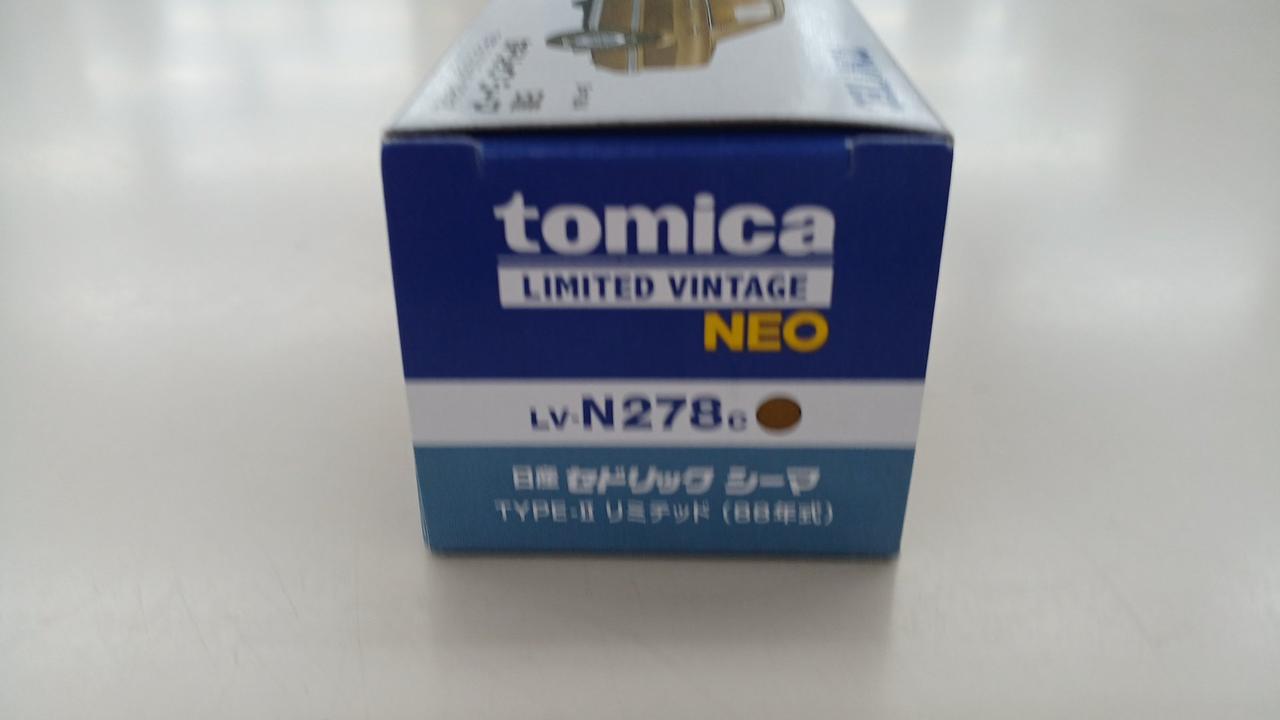 tomica
LIMITED VINTAGE
NEO
LV-N278c
日産 セドリック シーマ
TYPE-II リミテッド (88年式)